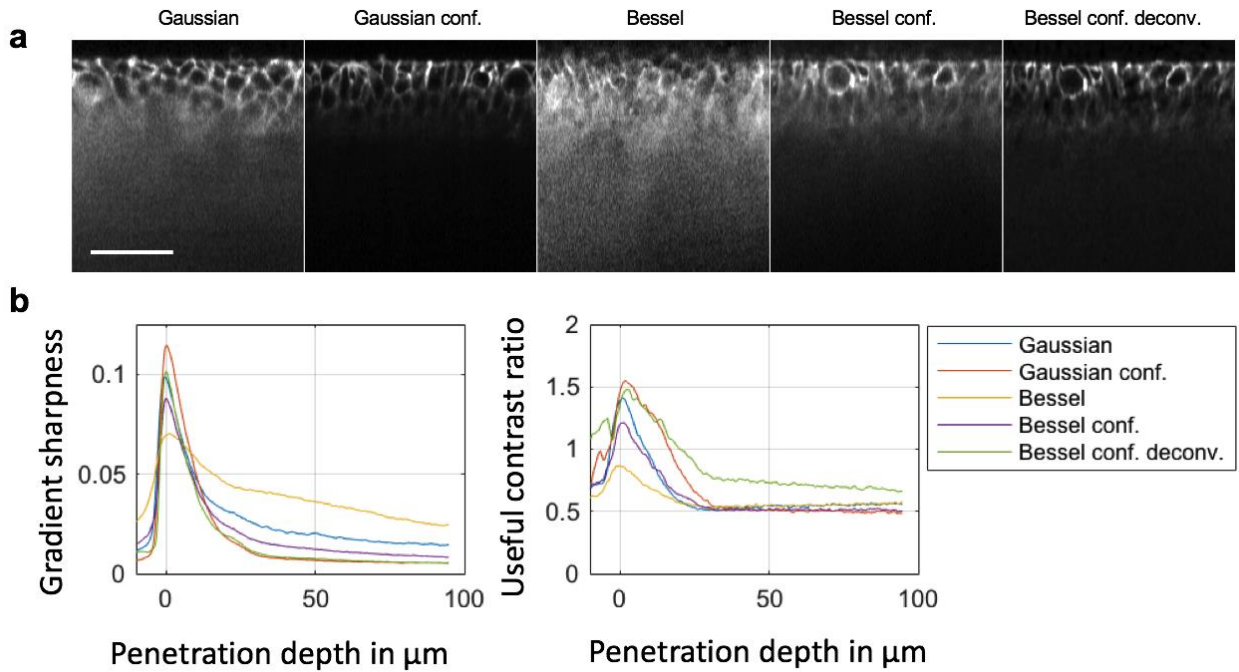 a
Gaussian
Gaussian conf.
Bessel
Bessel conf.
Bessel conf. deconv.
b
Gradient sharpness
0.1
0.05
0
0
50
100
Penetration depth in µm
Useful contrast ratio
2
1.5
1
0.5
0
0
50
100
Penetration depth in µm
Gaussian
Gaussian conf.
Bessel
Bessel conf.
Bessel conf. deconv.